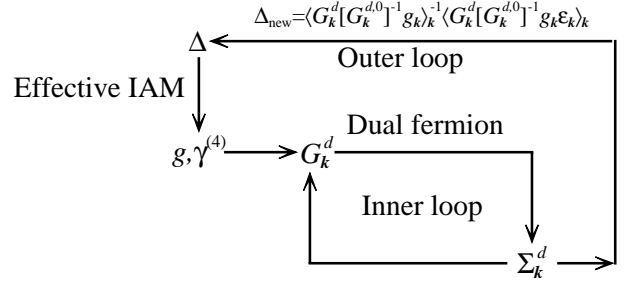 Δ_new=⟨G_k^d[G_k^{d,0}]^{-1}g_k⟩_k^{-1}⟨G_k^d[G_k^{d,0}]^{-1}g_kε_k⟩_k
Δ
Outer loop
Effective IAM
Dual fermion
g,γ^{(4)}
G_k^d
Inner loop
Σ_k^d